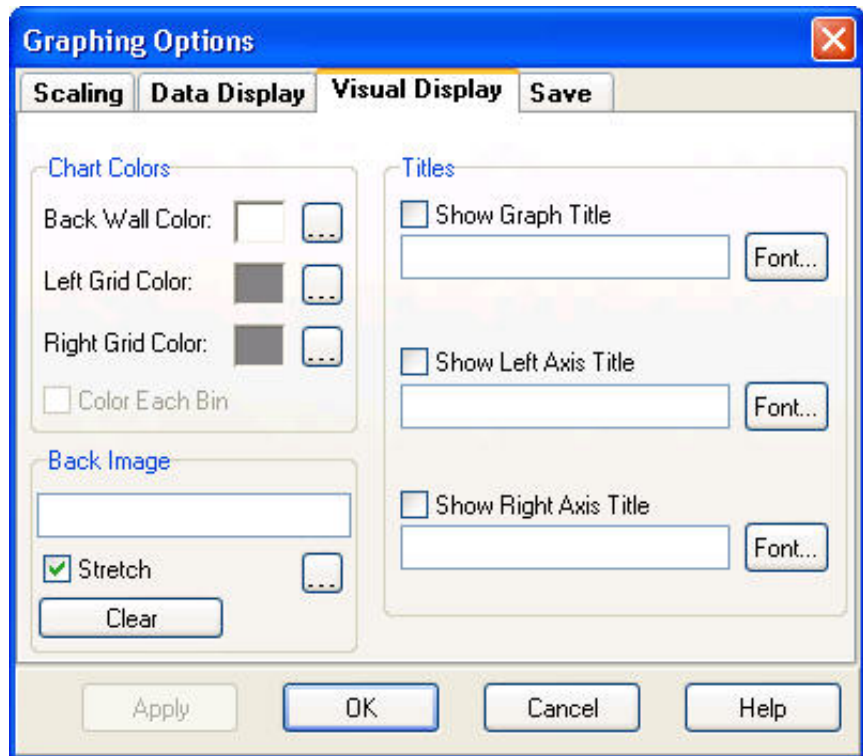 Graphing Options
Scaling Data Display Visual Display Save
Chart Colors
Back Wall Color: ...
Left Grid Color: ...
Right Grid Color: ...
Color Each Bin
Back Image
Stretch ...
Clear
Titles
Show Graph Title
Font...
Show Left Axis Title
Font...
Show Right Axis Title
Font...
Apply OK Cancel Help